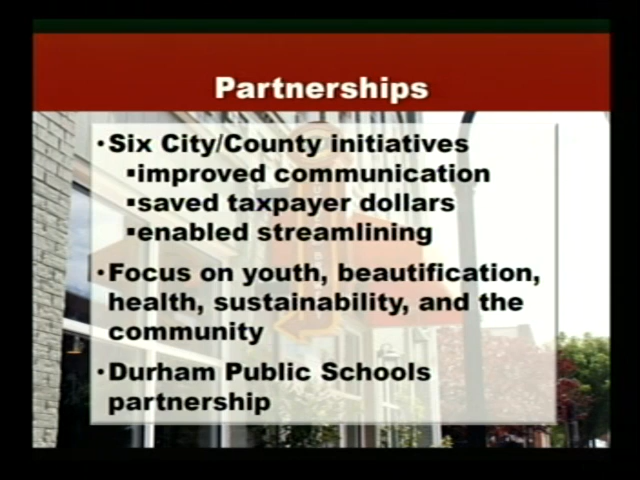 Partnerships
•Six City/County initiatives
▪improved communication
▪saved taxpayer dollars
▪enabled streamlining
•Focus on youth, beautification,
health, sustainability, and the
community
•Durham Public Schools
partnership